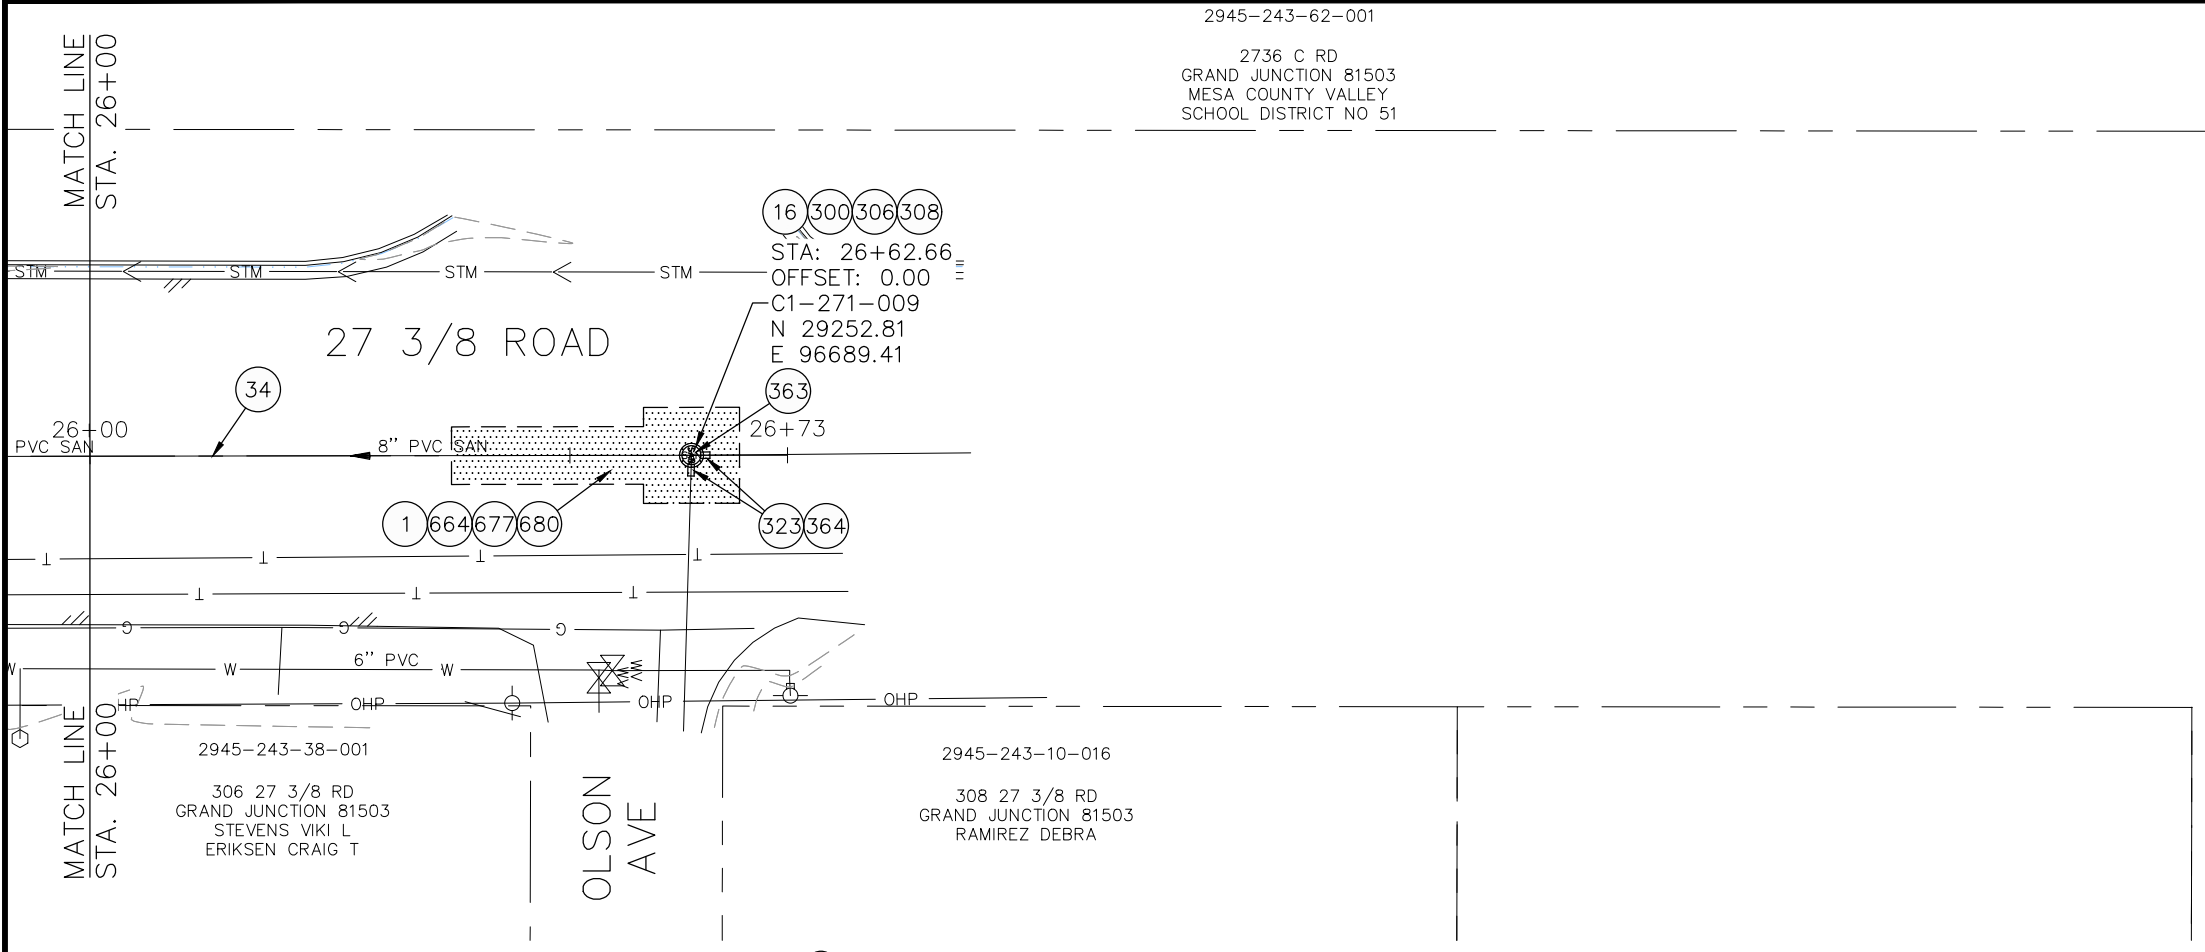 2945-243-62-001
2736 C RD
GRAND JUNCTION 81503
MESA COUNTY VALLEY
SCHOOL DISTRICT NO 51
MATCH LINE
STA. 26+00
16 300 306 308
STA: 26+62.66
OFFSET: 0.00
C1-271-009
N 29252.81
E 96689.41
STM STM STM STM
27 3/8 ROAD
34
363
26+00
26+73
PVC SAN
8" PVC SAN
1 664 677 680
323 364
T T T T
T T T
G G G
W W 6" PVC W
W
W
OHP OHP OHP
HP
MATCH LINE
STA. 26+00
2945-243-38-001
306 27 3/8 RD
GRAND JUNCTION 81503
STEVENS VIKI L
ERIKSEN CRAIG T
OLSON
AVE
2945-243-10-016
308 27 3/8 RD
GRAND JUNCTION 81503
RAMIREZ DEBRA